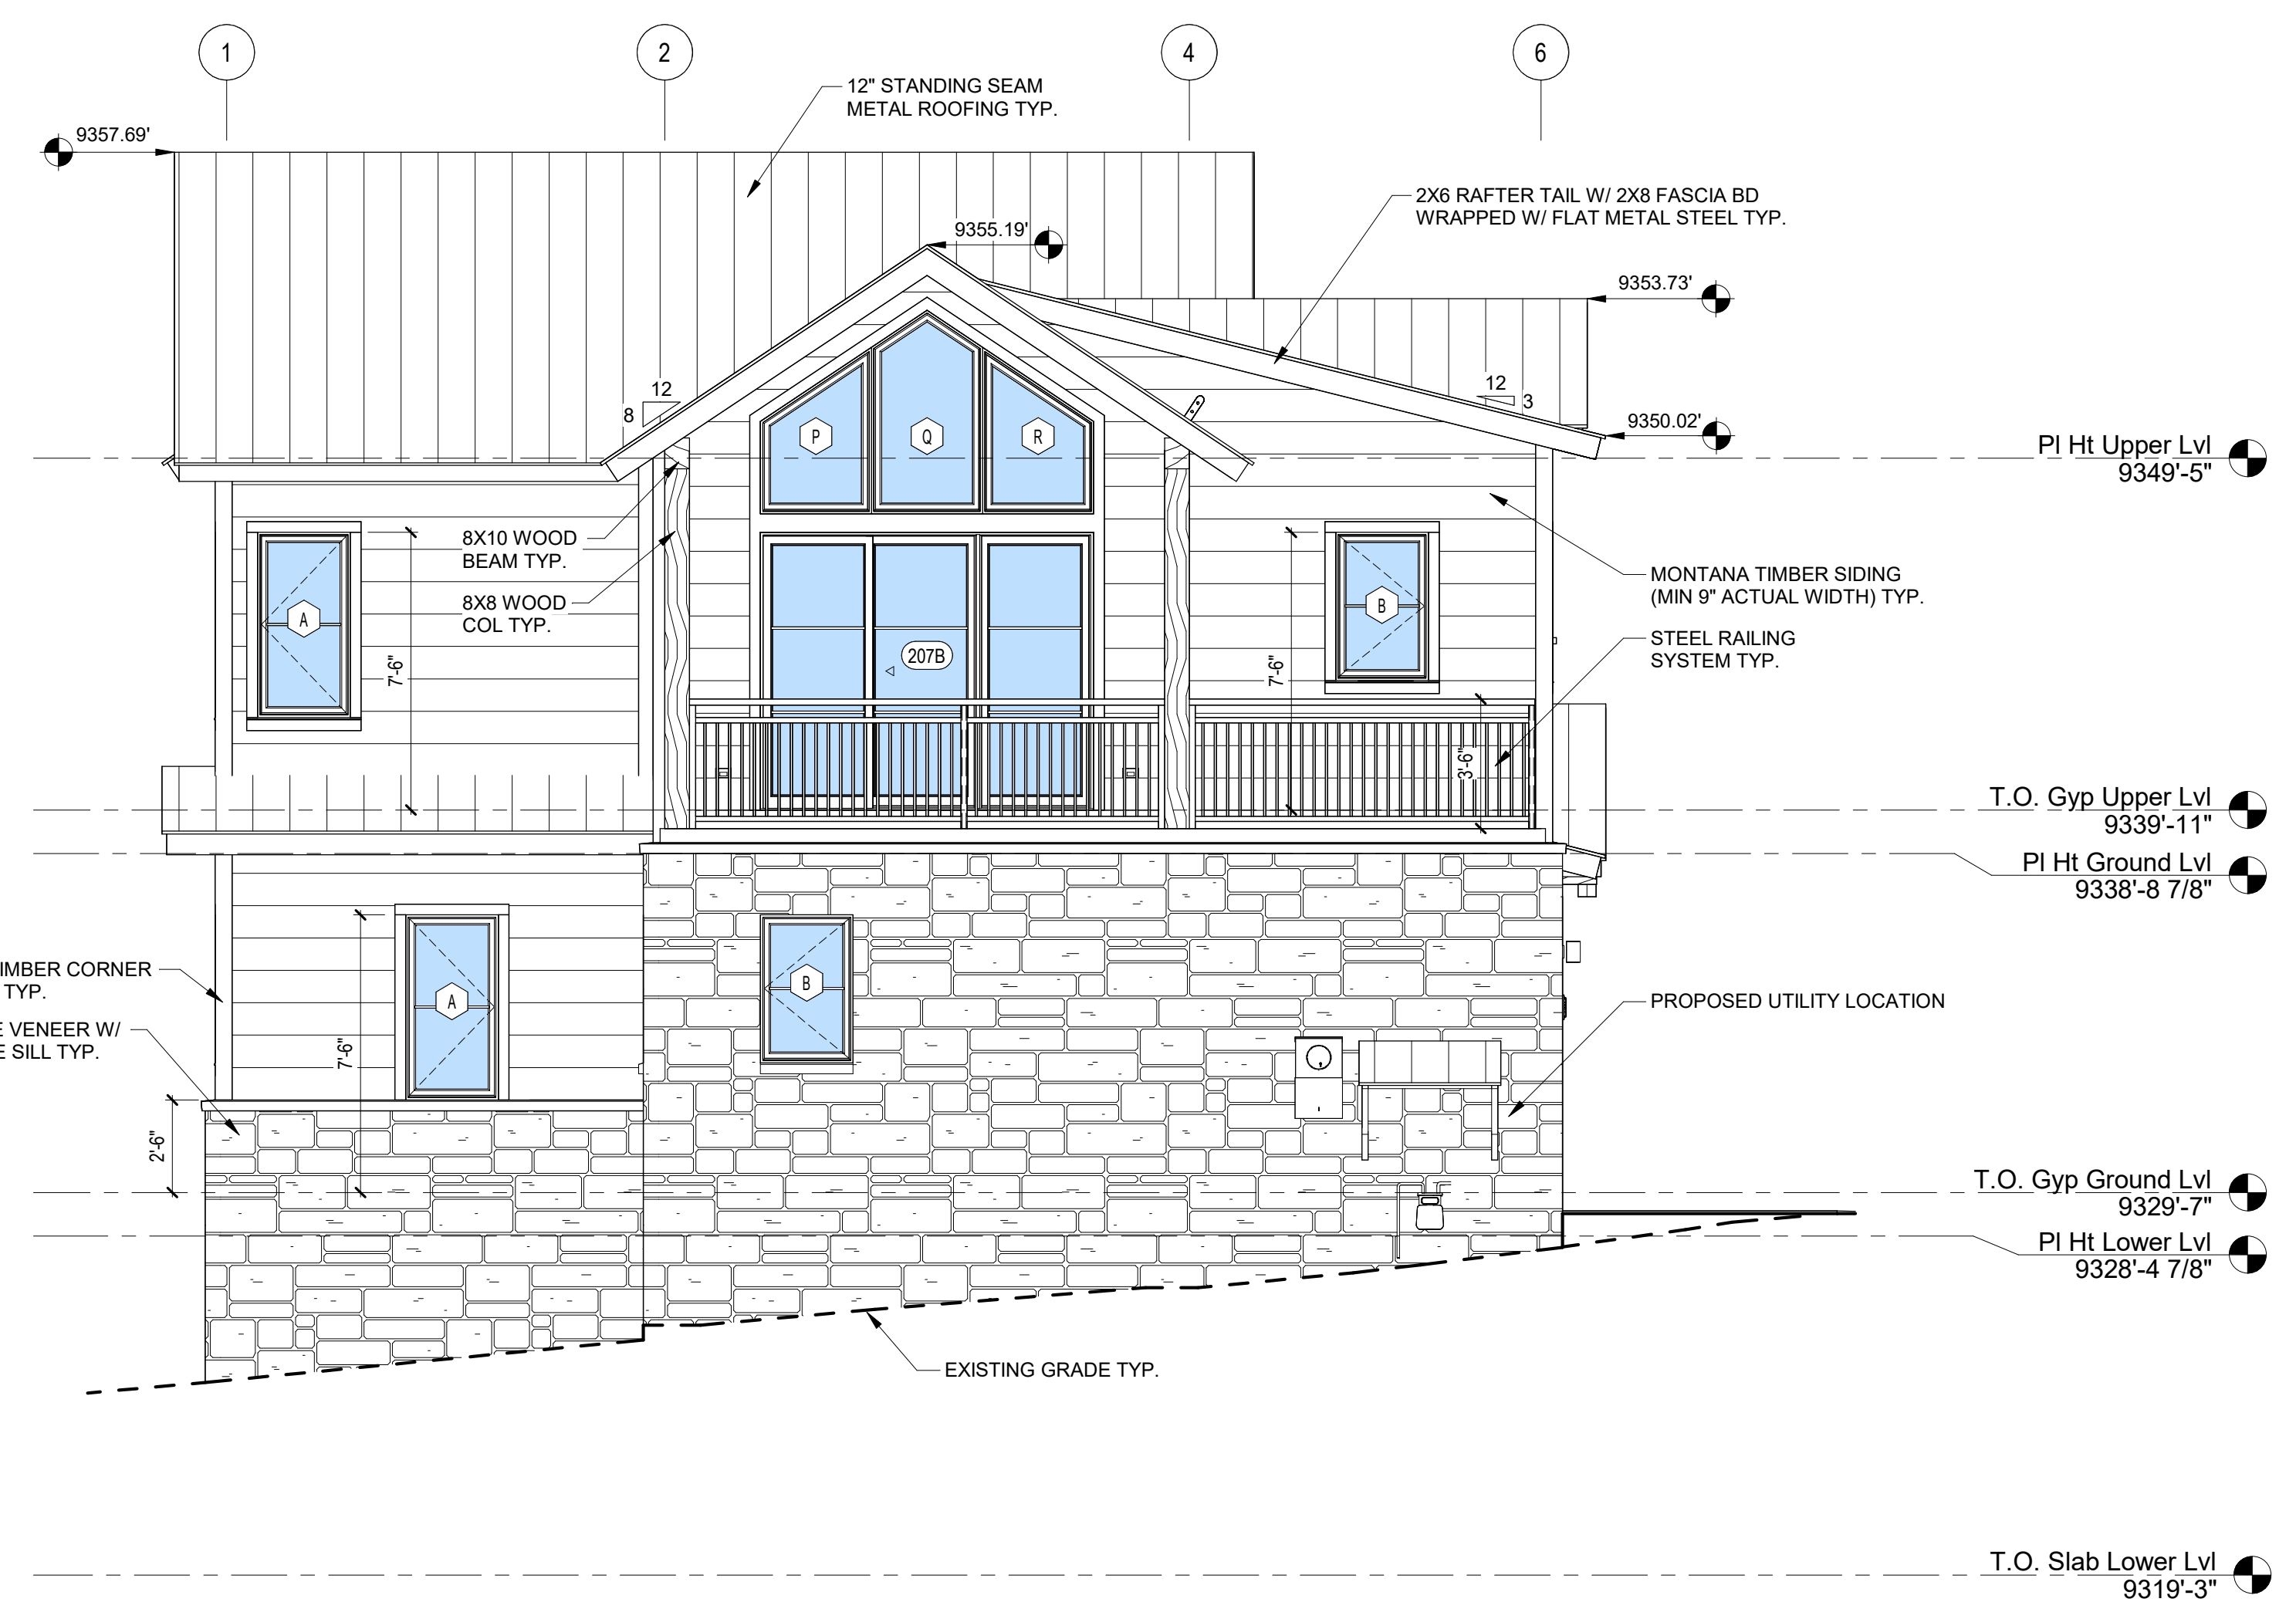 1
2
4
6
12" STANDING SEAM
METAL ROOFING TYP.
9357.69'
2X6 RAFTER TAIL W/ 2X8 FASCIA BD
WRAPPED W/ FLAT METAL STEEL TYP.
9355.19'
9353.73'
12
8
12
3
9350.02'
P
Q
R
Pl Ht Upper Lvl
9349'-5"
8X10 WOOD
BEAM TYP.
8X8 WOOD
COL TYP.
MONTANA TIMBER SIDING
(MIN 9" ACTUAL WIDTH) TYP.
STEEL RAILING
SYSTEM TYP.
A
B
207B
7'-6"
7'-6"
3'-6"
T.O. Gyp Upper Lvl
9339'-11"
Pl Ht Ground Lvl
9338'-8 7/8"
IMBER CORNER
TYP.
E VENEER W/
E SILL TYP.
A
B
PROPOSED UTILITY LOCATION
7'-6"
2'-6"
T.O. Gyp Ground Lvl
9329'-7"
Pl Ht Lower Lvl
9328'-4 7/8"
EXISTING GRADE TYP.
T.O. Slab Lower Lvl
9319'-3"